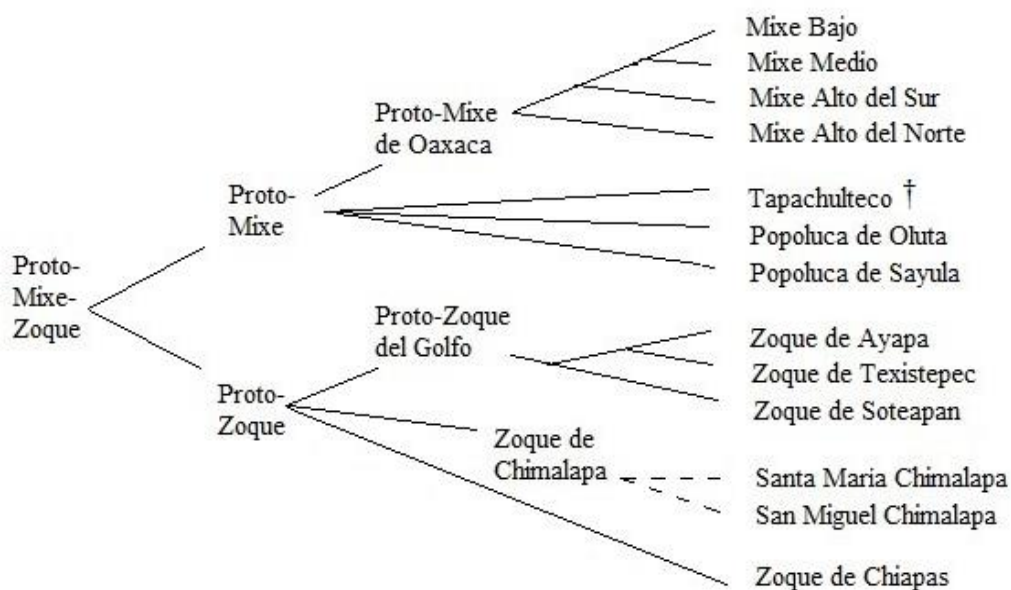 Mixe Bajo
Mixe Medio
Mixe Alto del Sur
Mixe Alto del Norte
Proto-Mixe
de Oaxaca
Proto-
Mixe
Tapachulteco †
Popoluca de Oluta
Popoluca de Sayula
Proto-
Mixe-
Zoque
Proto-Zoque
del Golfo
Zoque de Ayapa
Zoque de Texistepec
Zoque de Soteapan
Proto-
Zoque
Zoque de
Chimalapa
Santa Maria Chimalapa
San Miguel Chimalapa
Zoque de Chiapas